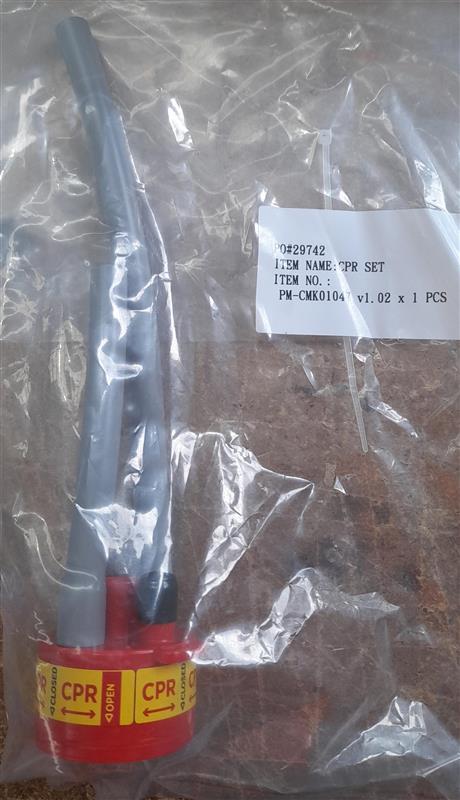 PO#29742
ITEM NAME:CPR SET
ITEM NO.:
PM-CMK01047 v1.02 x 1 PCS
CLOSED
CPR
OPEN
CLOSED
CPR